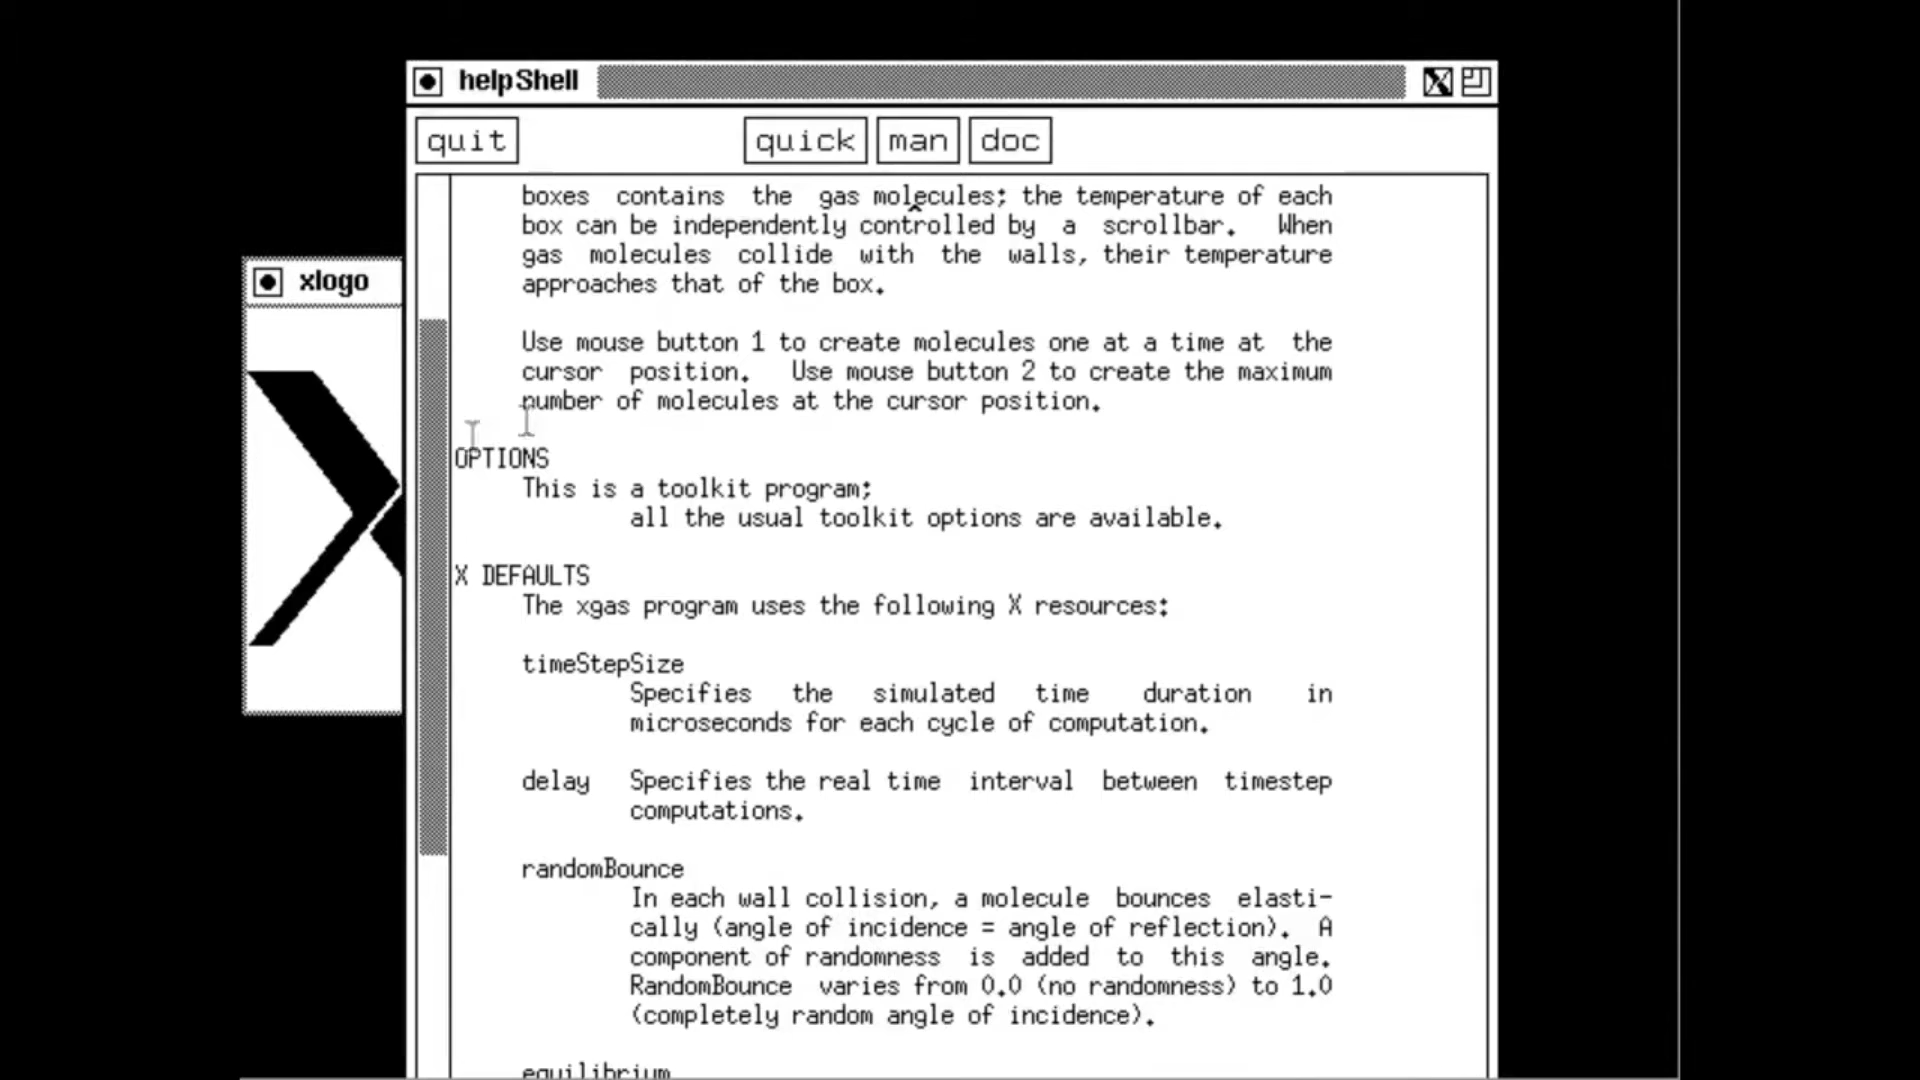 helpShell
quit quick man doc
boxes contains the gas molecules; the temperature of each
box can be independently controlled by a scrollbar. When
gas molecules collide with the walls, their temperature
approaches that of the box.
Use mouse button 1 to create molecules one at a time at the
cursor position. Use mouse button 2 to create the maximum
number of molecules at the cursor position.
OPTIONS
This is a toolkit program;
all the usual toolkit options are available.
X DEFAULTS
The xgas program uses the following X resources:
timeStepSize
Specifies the simulated time duration in
microseconds for each cycle of computation.
delay Specifies the real time interval between timestep
computations.
randomBounce
In each wall collision, a molecule bounces elasti-
cally (angle of incidence = angle of reflection). A
component of randomness is added to this angle.
RandomBounce varies from 0.0 (no randomness) to 1.0
(completely random angle of incidence).
equilibrium
xlogo